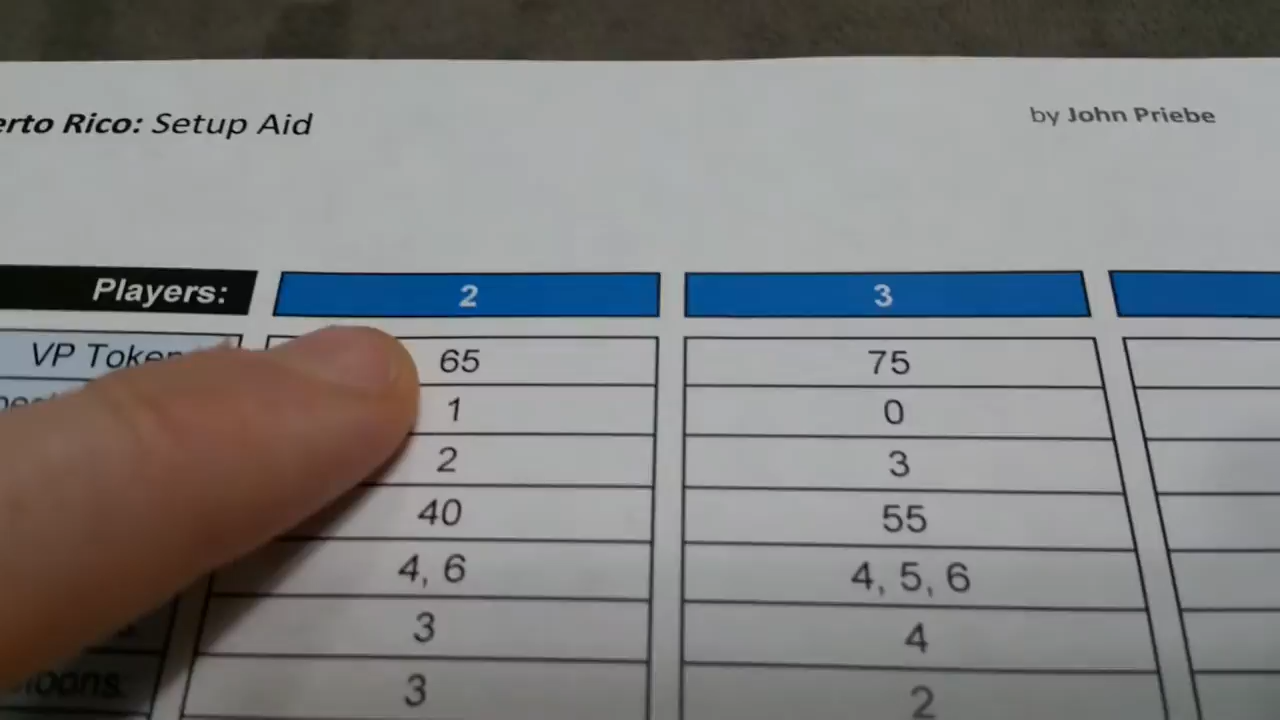 erto Rico: Setup Aid
by John Priebe
Players: 2 3
VP Token 65 75
1 0
2 3
40 55
4, 6 4, 5, 6
3 4
3 2